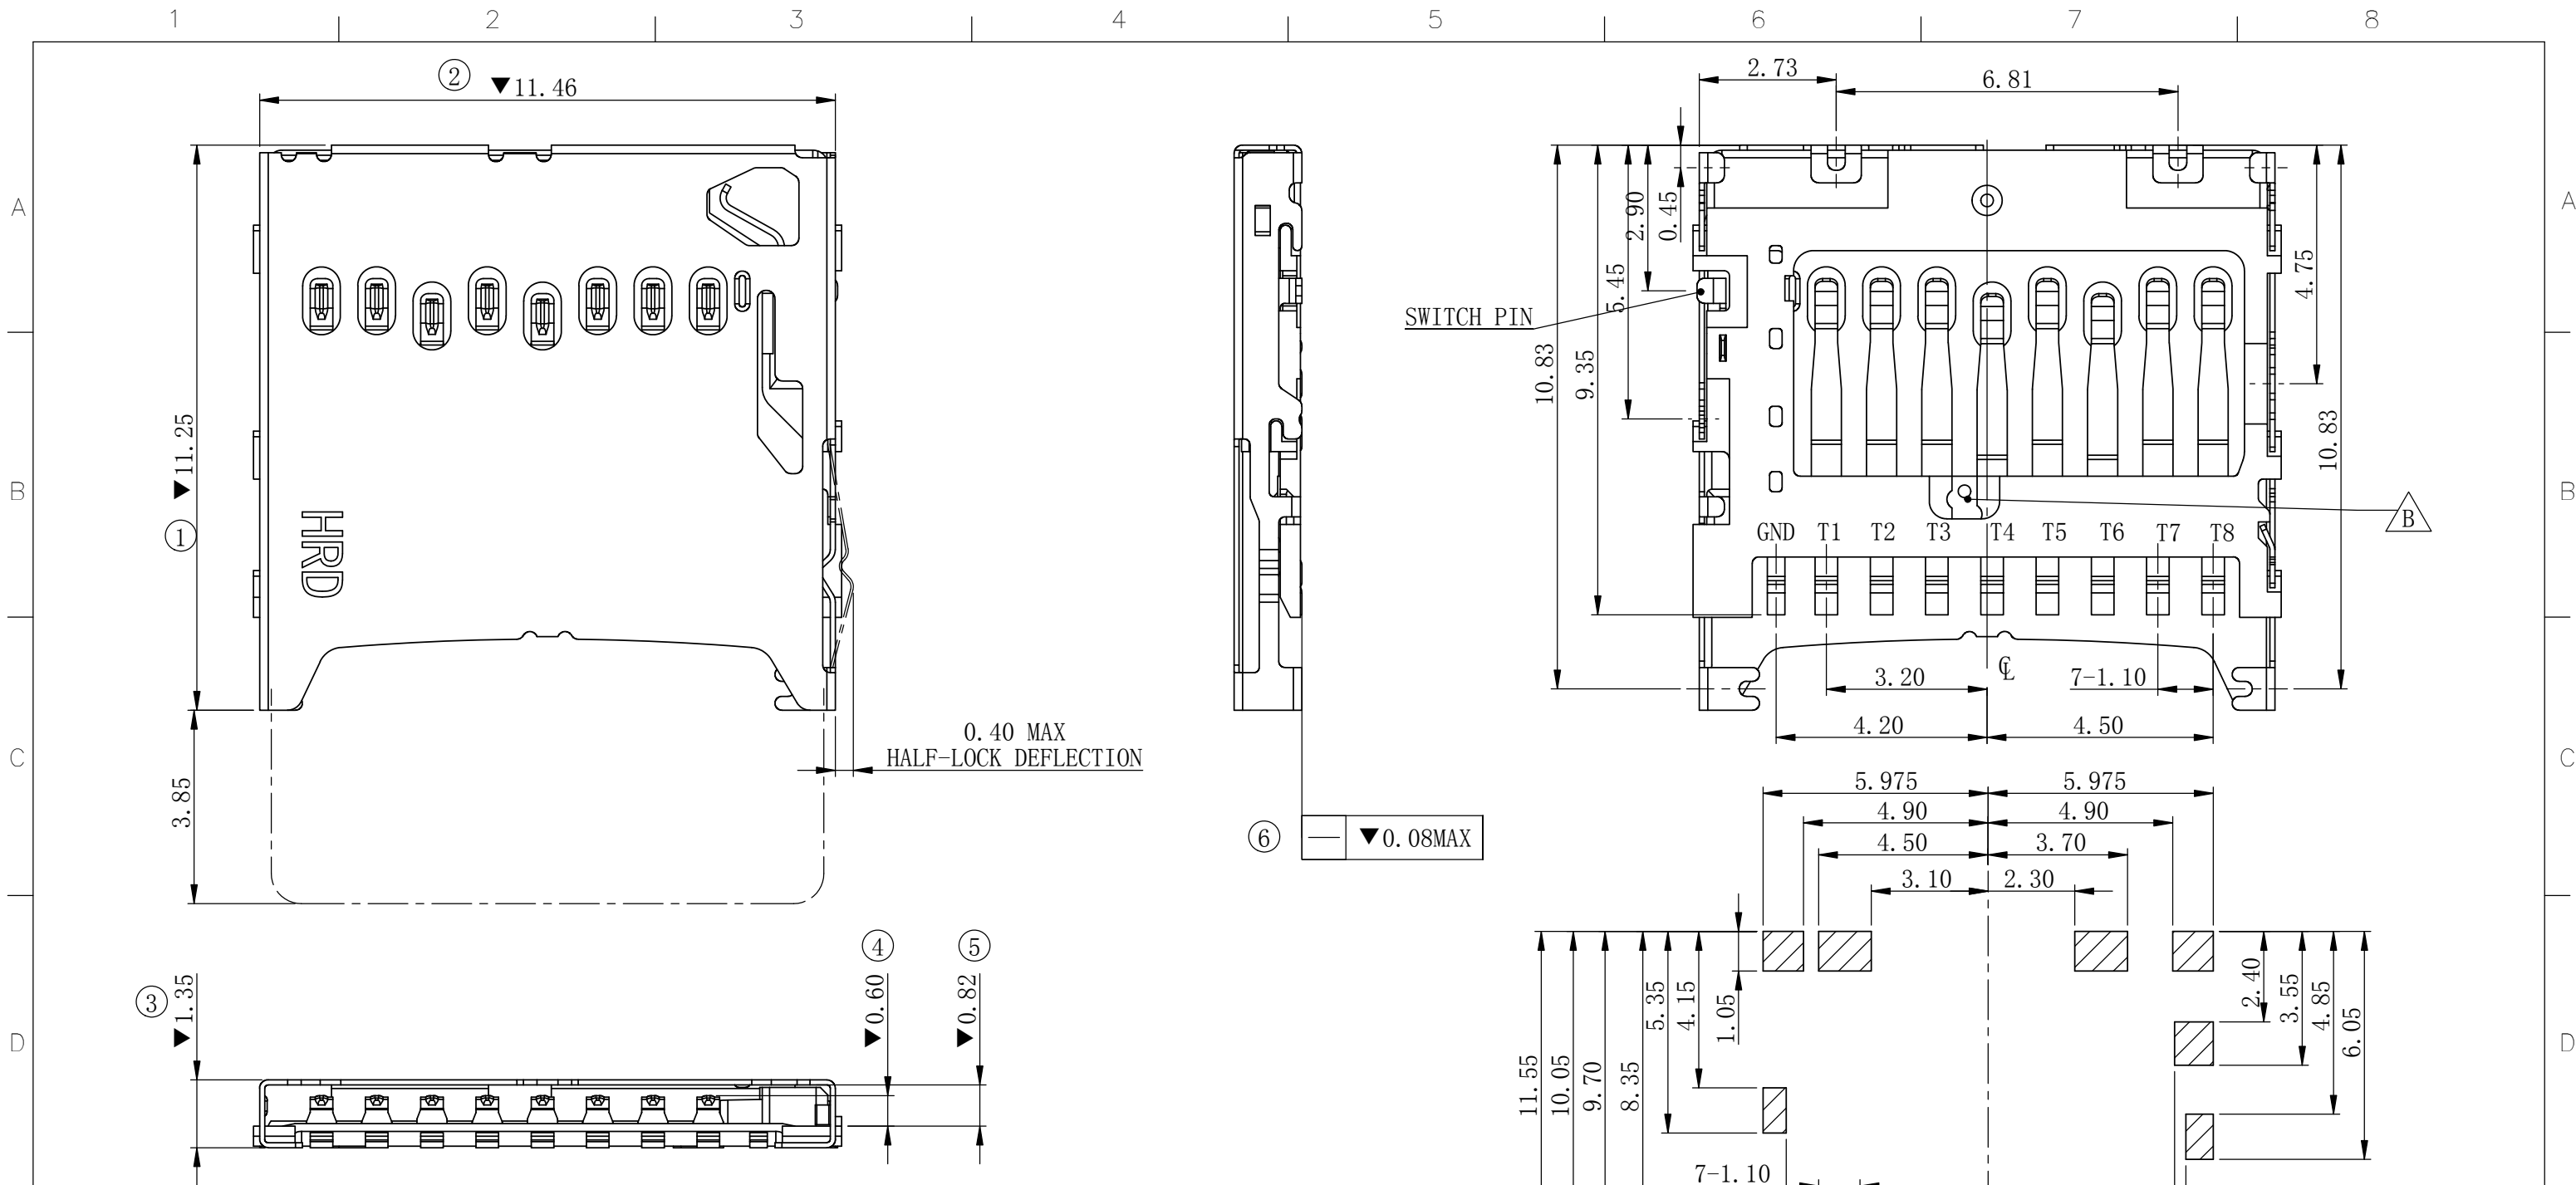 1 2 3 4 5 6 7 8
A
B
C
D
A
B
C
D
② ▼11.46
① ▼11.25
HRD
3.85
0.40 MAX
HALF-LOCK DEFLECTION
③ ▼1.35
④ ▼0.60
⑤ ▼0.82
⑥ — ▼0.08MAX
2.73
6.81
0.45
2.90
5.45
9.35
10.83
4.75
10.83
SWITCH PIN
B
GND T1 T2 T3 T4 T5 T6 T7 T8
℄
3.20
7-1.10
4.20
4.50
5.975 5.975
4.90 4.90
4.50 3.70
3.10 2.30
11.55
10.05
9.70
8.35
5.35
4.15
1.05
2.40
3.55
4.85
6.05
7-1.10